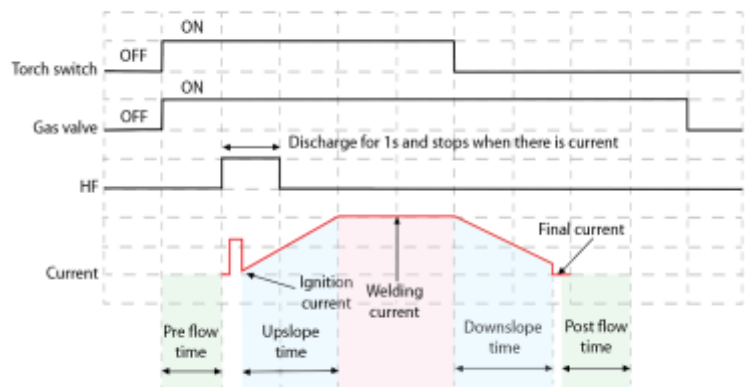 ON
OFF
Torch switch
ON
OFF
Gas valve
Discharge for 1s and stops when there is current
HF
Final current
Current
Ignition
current
Welding
current
Pre flow
time
Upslope
time
Downslope
time
Post flow
time